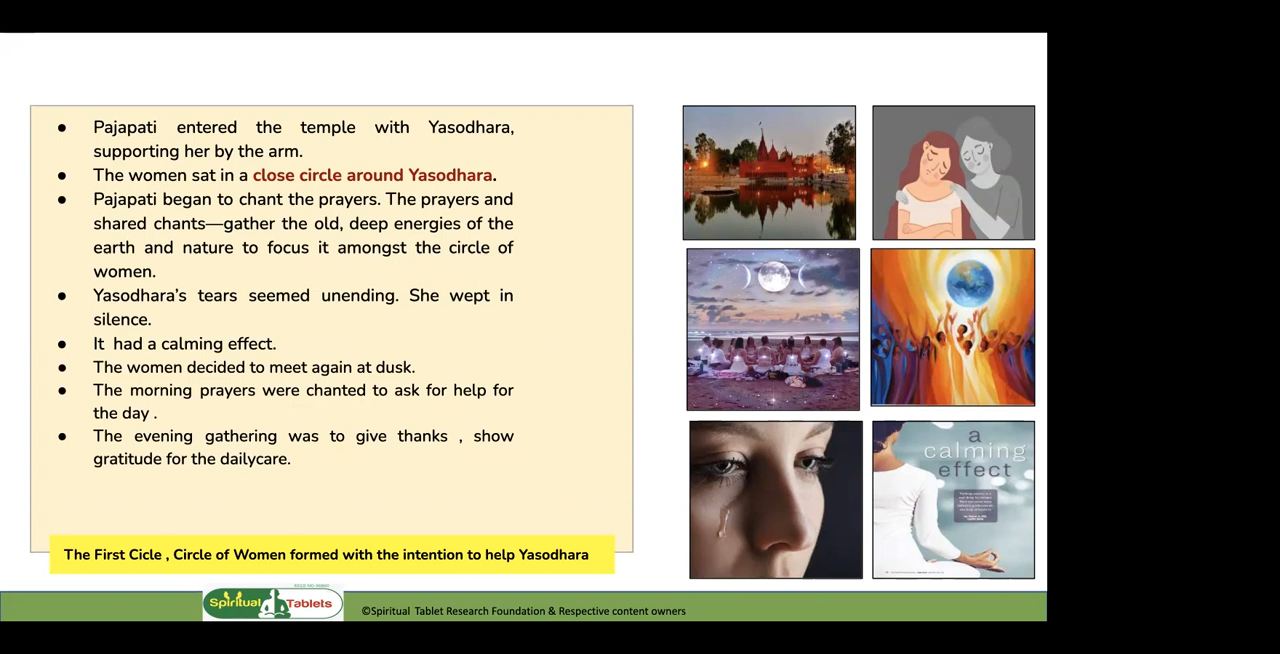 ● Pajapati entered the temple with Yasodhara,
supporting her by the arm.
● The women sat in a close circle around Yasodhara.
● Pajapati began to chant the prayers. The prayers and
shared chants—gather the old, deep energies of the
earth and nature to focus it amongst the circle of
women.
● Yasodhara's tears seemed unending. She wept in
silence.
● It had a calming effect.
● The women decided to meet again at dusk.
● The morning prayers were chanted to ask for help for
the day .
● The evening gathering was to give thanks , show
gratitude for the dailycare.
The First Cicle , Circle of Women formed with the intention to help Yasodhara
a
calming
effect
Spiritual Tablets
©Spiritual Tablet Research Foundation & Respective content owners